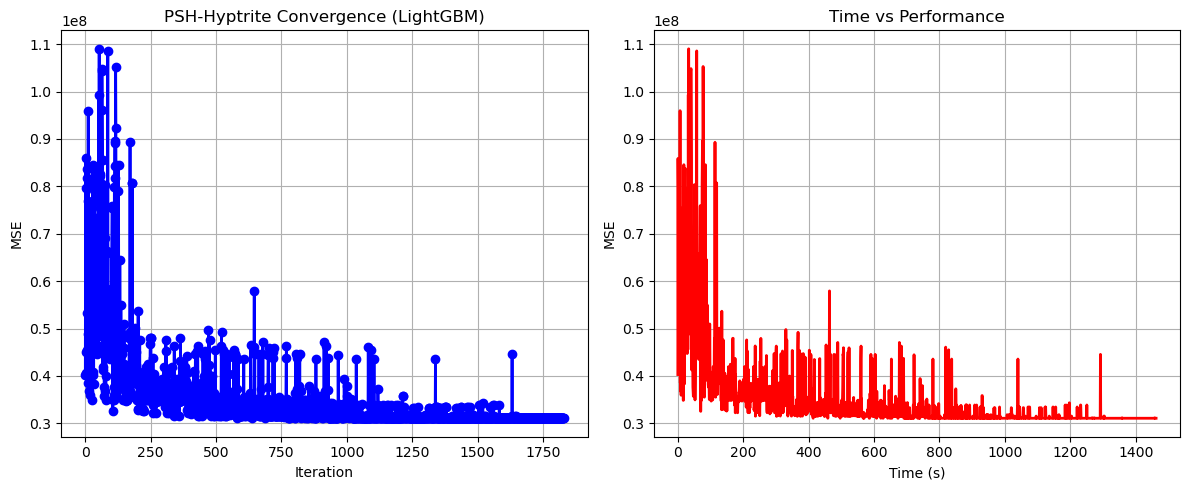 PSH-Hyptrite Convergence (LightGBM)
1e8
1.1
1.0
0.9
0.8
0.7
0.6
0.5
0.4
0.3
MSE
0 250 500 750 1000 1250 1500 1750
Iteration
Time vs Performance
1e8
1.1
1.0
0.9
0.8
0.7
0.6
0.5
0.4
0.3
MSE
0 200 400 600 800 1000 1200 1400
Time (s)